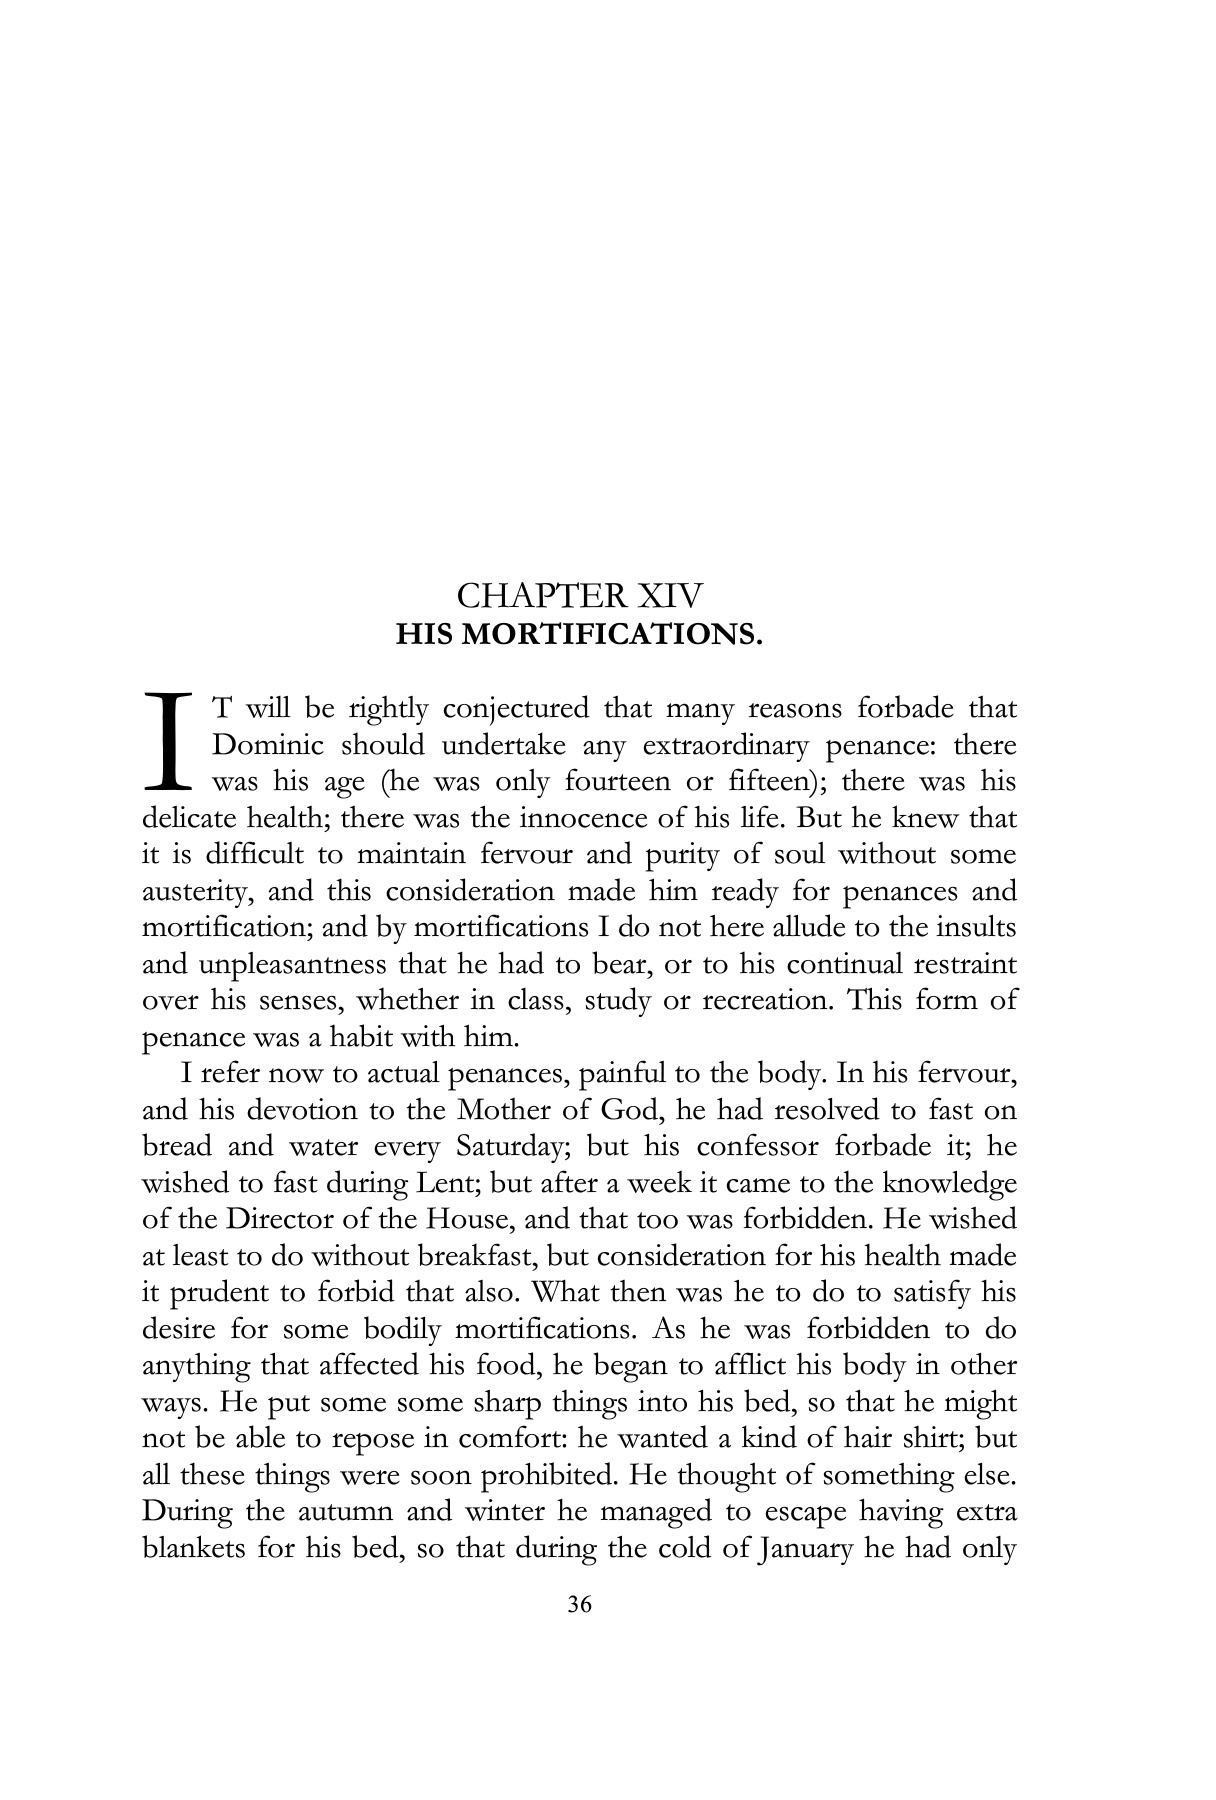 CHAPTER XIV
HIS MORTIFICATIONS.
IT will be rightly conjectured that many reasons forbade that
Dominic should undertake any extraordinary penance: there
was his age (he was only fourteen or fifteen); there was his
delicate health; there was the innocence of his life. But he knew that
it is difficult to maintain fervour and purity of soul without some
austerity, and this consideration made him ready for penances and
mortification; and by mortifications I do not here allude to the insults
and unpleasantness that he had to bear, or to his continual restraint
over his senses, whether in class, study or recreation. This form of
penance was a habit with him.
I refer now to actual penances, painful to the body. In his fervour,
and his devotion to the Mother of God, he had resolved to fast on
bread and water every Saturday; but his confessor forbade it; he
wished to fast during Lent; but after a week it came to the knowledge
of the Director of the House, and that too was forbidden. He wished
at least to do without breakfast, but consideration for his health made
it prudent to forbid that also. What then was he to do to satisfy his
desire for some bodily mortifications. As he was forbidden to do
anything that affected his food, he began to afflict his body in other
ways. He put some some sharp things into his bed, so that he might
not be able to repose in comfort: he wanted a kind of hair shirt; but
all these things were soon prohibited. He thought of something else.
During the autumn and winter he managed to escape having extra
blankets for his bed, so that during the cold of January he had only
36